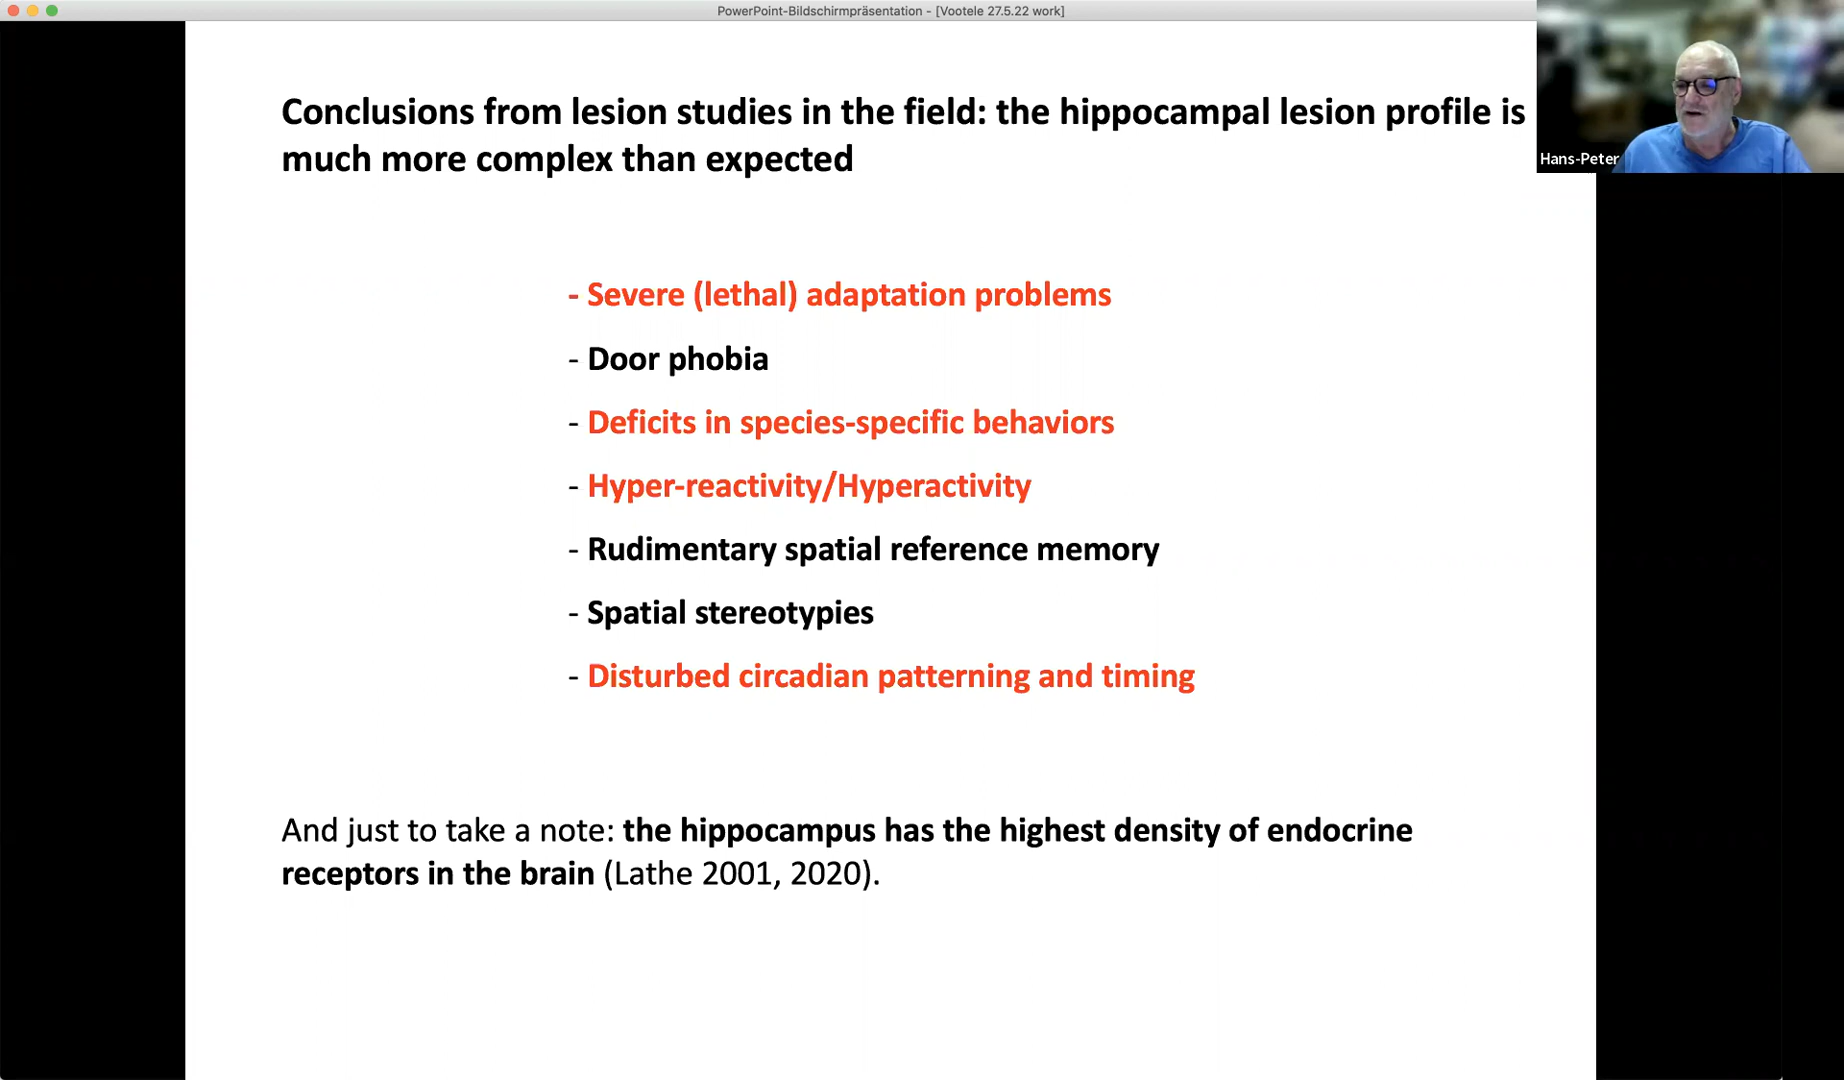 PowerPoint-Bildschirmpräsentation - [Vootele 27.5.22 work]
Conclusions from lesion studies in the field: the hippocampal lesion profile is
much more complex than expected
Hans-Peter
- Severe (lethal) adaptation problems
- Door phobia
- Deficits in species-specific behaviors
- Hyper-reactivity/Hyperactivity
- Rudimentary spatial reference memory
- Spatial stereotypies
- Disturbed circadian patterning and timing
And just to take a note: the hippocampus has the highest density of endocrine
receptors in the brain (Lathe 2001, 2020).